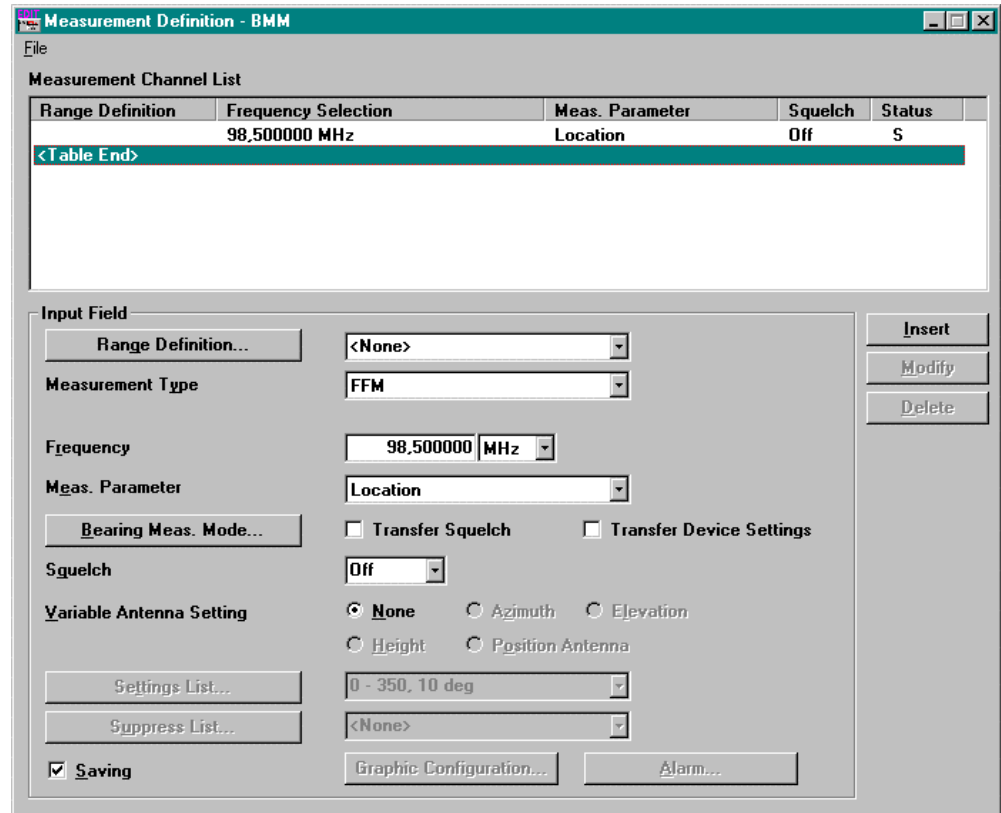 EDIT
Measurement Definition - BMM
File
Measurement Channel List
Range Definition Frequency Selection Meas. Parameter Squelch Status
98,500000 MHz Location Off S
<Table End>
Input Field
Range Definition... <None>
Insert
Measurement Type FFM
Modify
Delete
Frequency 98,500000 MHz
Meas. Parameter Location
Bearing Meas. Mode... Transfer Squelch Transfer Device Settings
Squelch Off
Variable Antenna Setting None Azimuth Elevation
Height Position Antenna
Settings List... 0 - 350, 10 deg
Suppress List... <None>
Saving Graphic Configuration... Alarm...